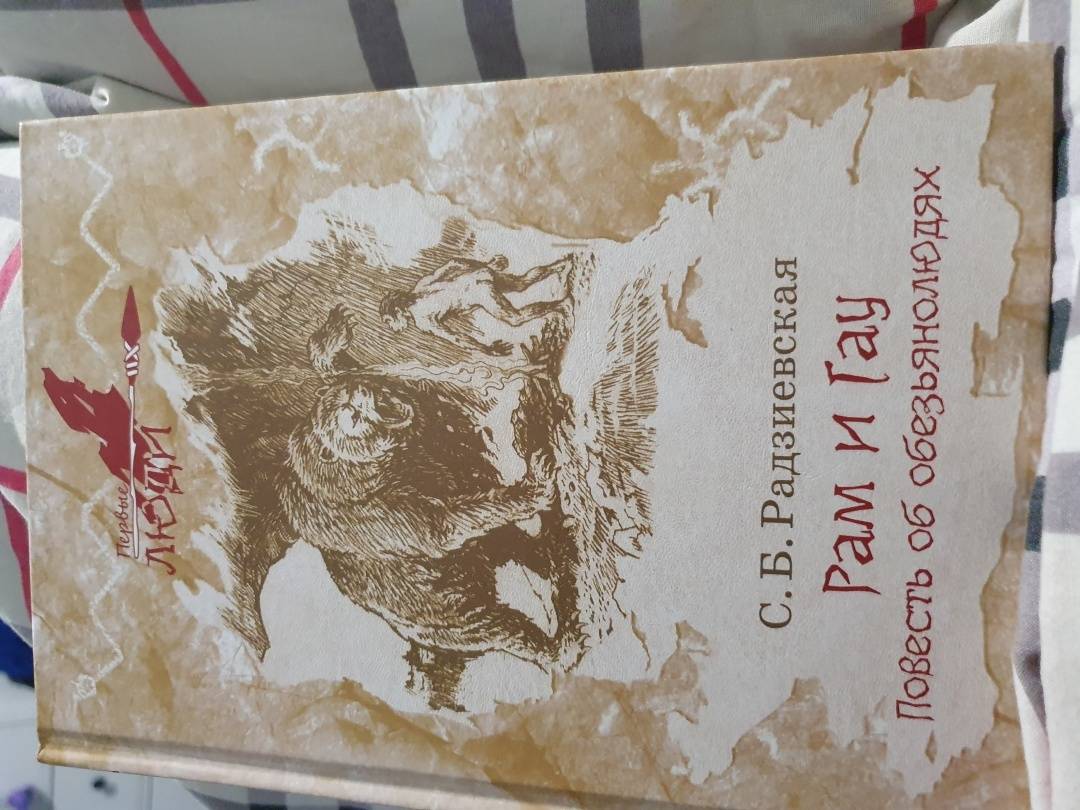 Первые
ЛЮДИ
С. Б. Радзиевская
Рам и Гау
Повесть об обезьянолюдях